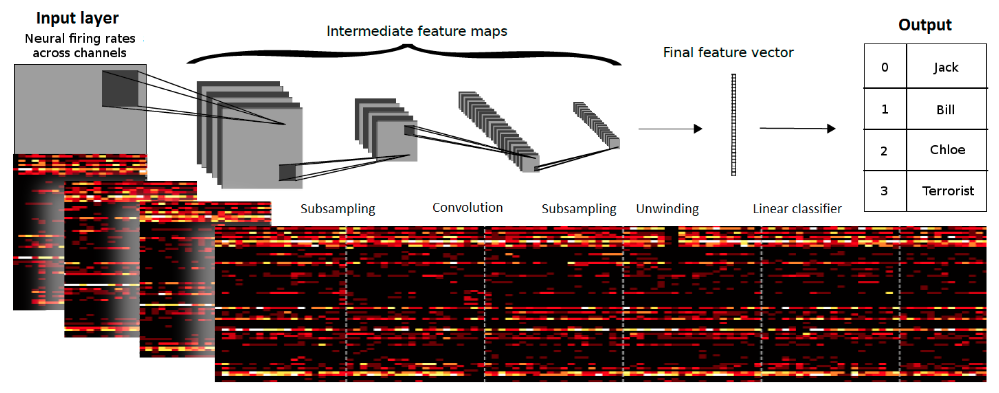 Input layer
Neural firing rates
across channels
Intermediate feature maps
Final feature vector
Output
0 Jack
1 Bill
2 Chloe
3 Terrorist
Subsampling
Convolution
Subsampling
Unwinding
Linear classifier